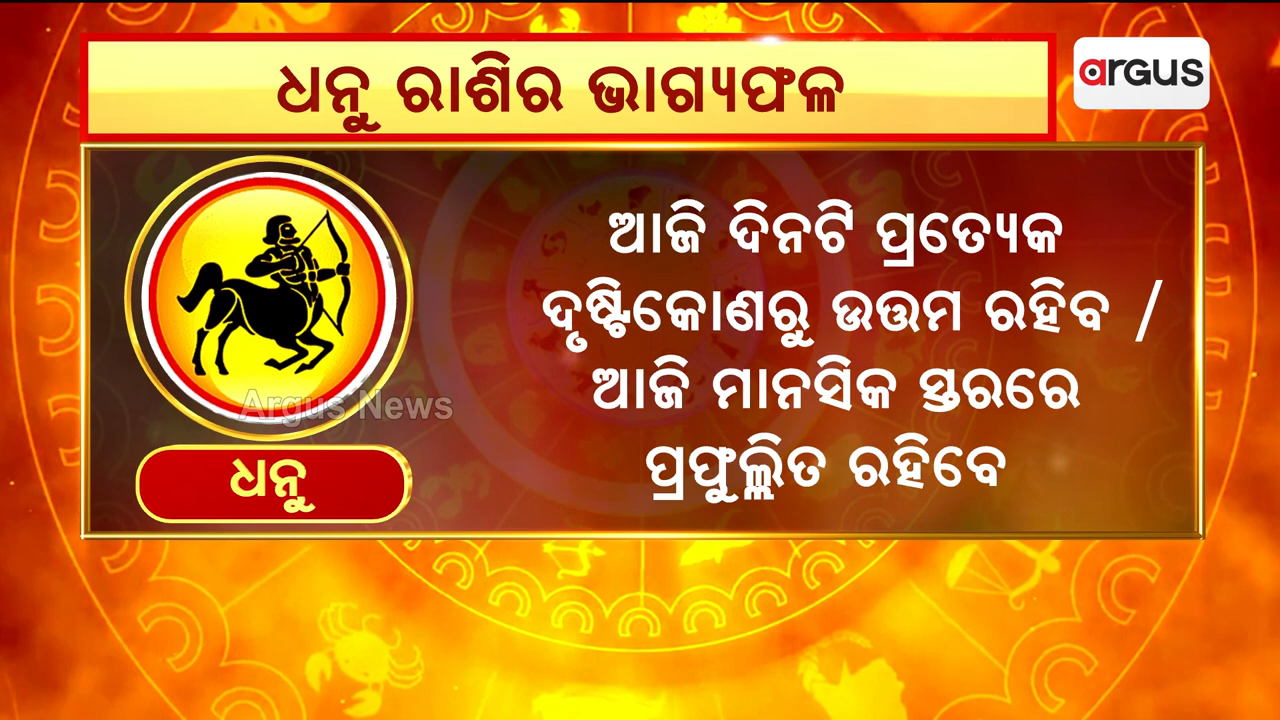 ଧନୁ ରାଶିର ଭାଗ୍ୟଫଳ
argus
ଆଜି ଦିନଟି ପ୍ରତ୍ୟେକ
ଦୃଷ୍ଟିକୋଣରୁ ଉତ୍ତମ ରହିବ /
ଆଜି ମାନସିକ ସ୍ତରରେ
ପ୍ରଫୁଲ୍ଲିତ ରହିବେ
Argus News
ଧନୁ